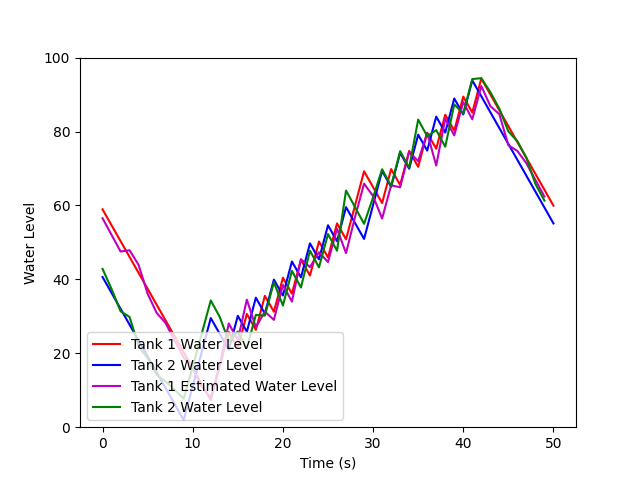 100
80
60
40
20
0
Water Level
Tank 1 Water Level
Tank 2 Water Level
Tank 1 Estimated Water Level
Tank 2 Water Level
0 10 20 30 40 50
Time (s)